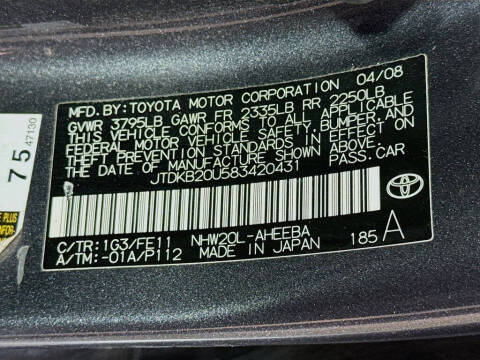 MFD. BY: TOYOTA MOTOR CORPORATION 04/08
GVWR 3795LB GAWR FR 2335LB RR 2250LB
THIS VEHICLE CONFORMS TO ALL APPLICABLE
FEDERAL MOTOR VEHICLE SAFETY, BUMPER, AND
THEFT PREVENTION STANDARDS IN EFFECT ON
THE DATE OF MANUFACTURE SHOWN ABOVE.
JTDKB20U583420431 PASS. CAR
C/TR: 1G3/FE11 NHW20L-AHEEBA
A/TM: -01A/P112 MADE IN JAPAN 185 A
75 47130
PLUS